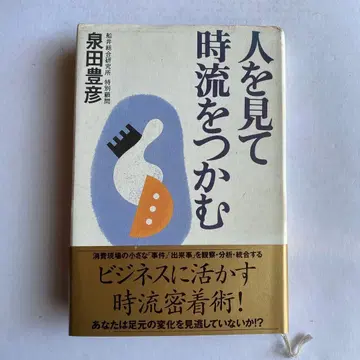 人を見て
時流をつかむ
船井総合研究所 特別顧問
泉田豊彦
消費現場の小さな「事件/出来事」を観察・分析・統合する
ビジネスに活かす
時流密着術!
あなたは足元の変化を見逃していないか!?